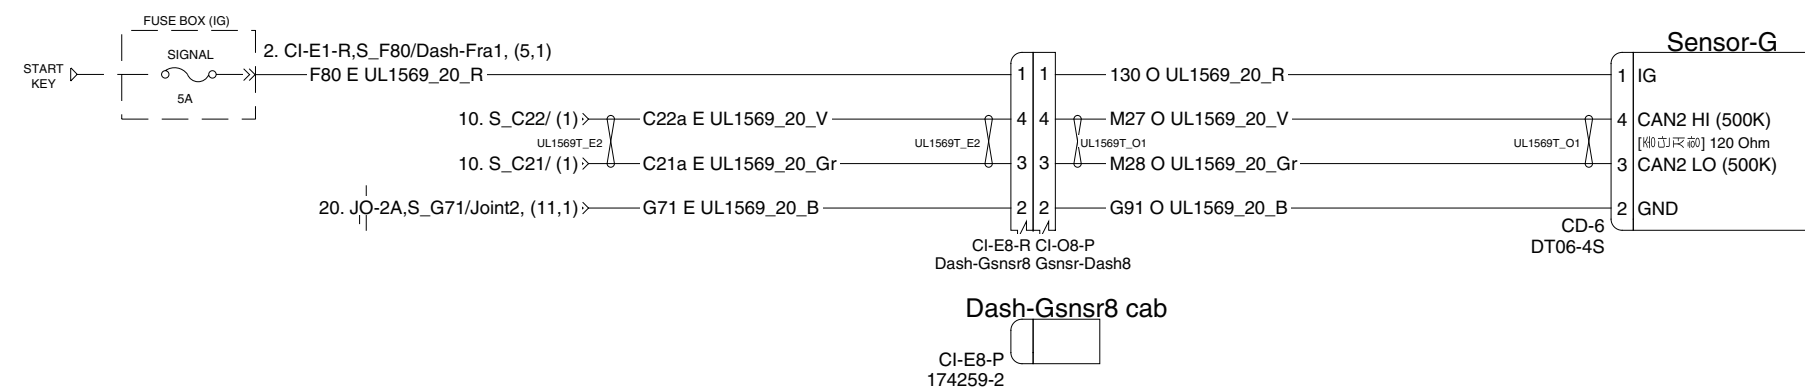 FUSE BOX (IG)
SIGNAL
5A
START
KEY
2. CI-E1-R,S_F80/Dash-Fra1, (5,1)
F80 E UL1569_20_R
1 1
130 O UL1569_20_R
Sensor-G
1 IG
10. S_C22/ (1)
C22a E UL1569_20_V
4 4
M27 O UL1569_20_V
4 CAN2 HI (500K)
UL1569T_E2
UL1569T_E2
UL1569T_O1
UL1569T_O1
120 Ohm
10. S_C21/ (1)
C21a E UL1569_20_Gr
3 3
M28 O UL1569_20_Gr
3 CAN2 LO (500K)
20. JO-2A,S_G71/Joint2, (11,1)
G71 E UL1569_20_B
2 2
G91 O UL1569_20_B
2 GND
CD-6
DT06-4S
CI-E8-R CI-O8-P
Dash-Gsnsr8 Gsnsr-Dash8
Dash-Gsnsr8 cab
CI-E8-P
174259-2